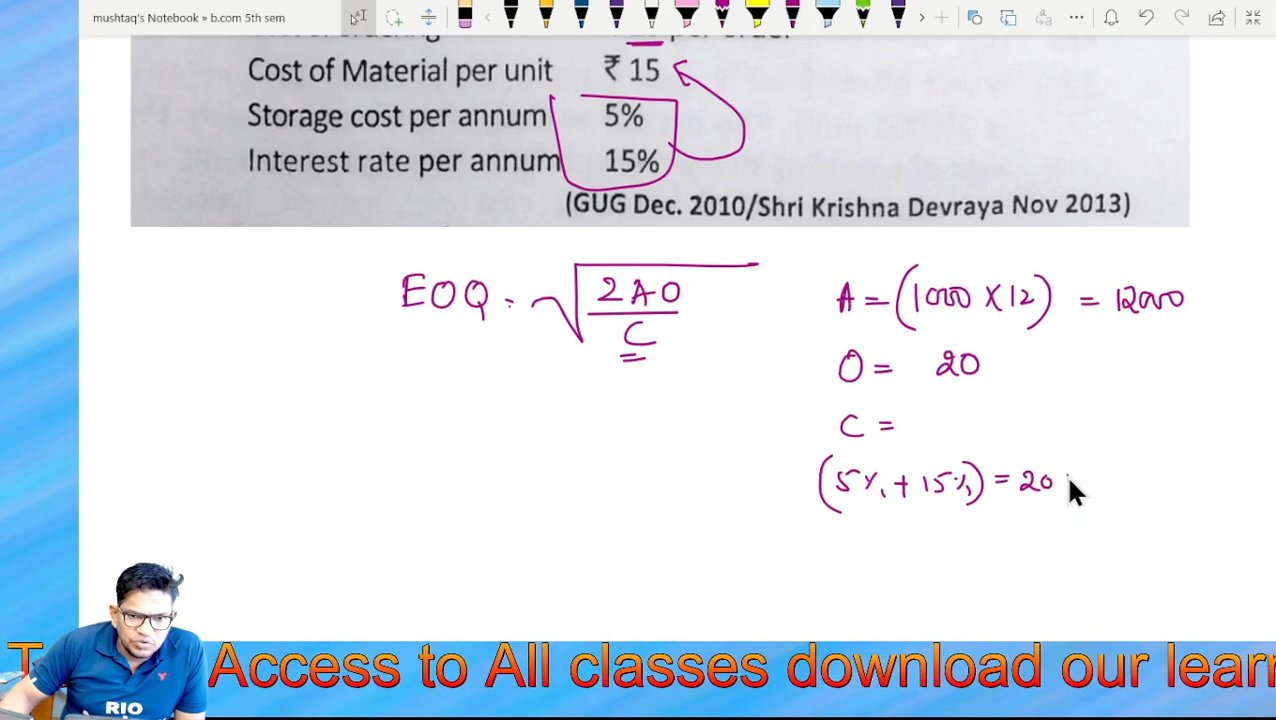 mushtaq's Notebook » b.com 5th sem
Cost of Material per unit ₹ 15
Storage cost per annum 5%
Interest rate per annum 15%
(GUG Dec. 2010/Shri Krishna Devraya Nov 2013)
EOQ = √2AO/C
A = (1000 × 12) = 12000
O = 20
C =
(5% + 15%) = 20
Access to All classes download our lear
RIO